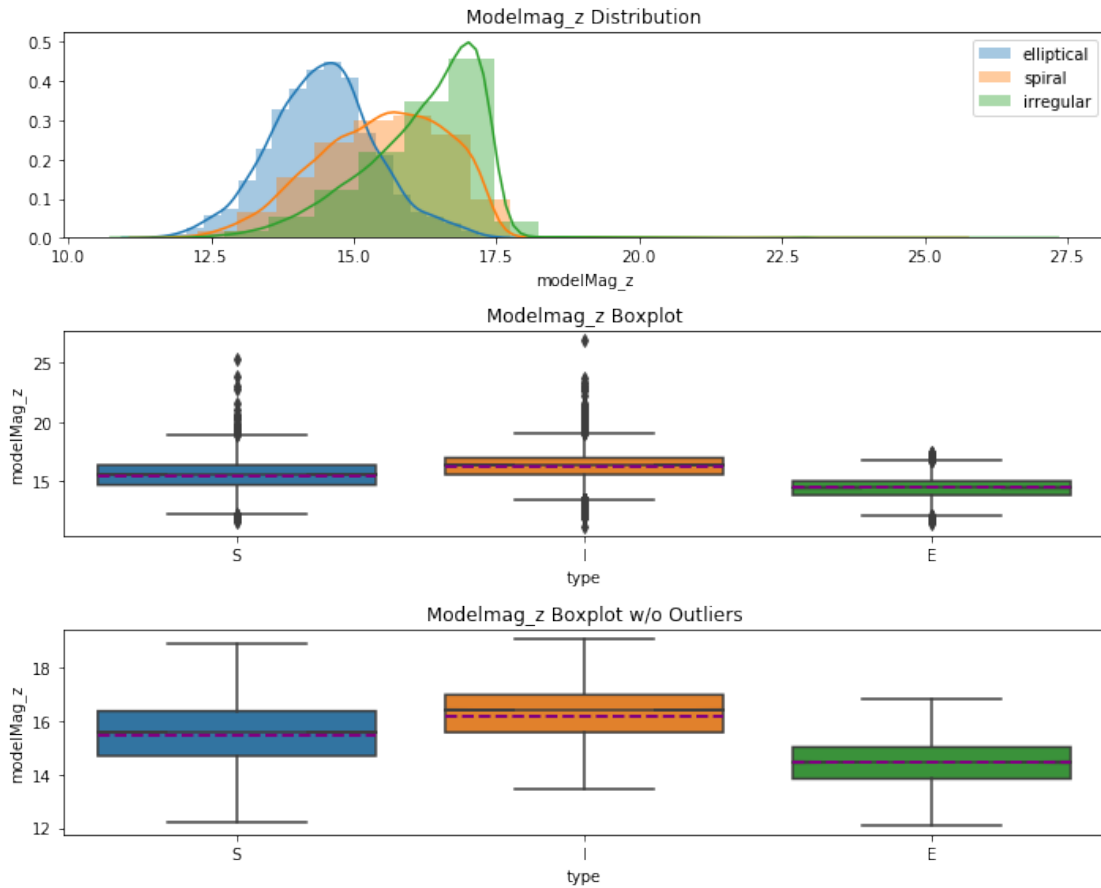 Modelmag_z Distribution
0.5
0.4
0.3
0.2
0.1
0.0
elliptical
spiral
irregular
10.0 12.5 15.0 17.5 20.0 22.5 25.0 27.5
modelMag_z
Modelmag_z Boxplot
modelMag_z
25
20
15
S I E
type
Modelmag_z Boxplot w/o Outliers
modelMag_z
18
16
14
12
S I E
type